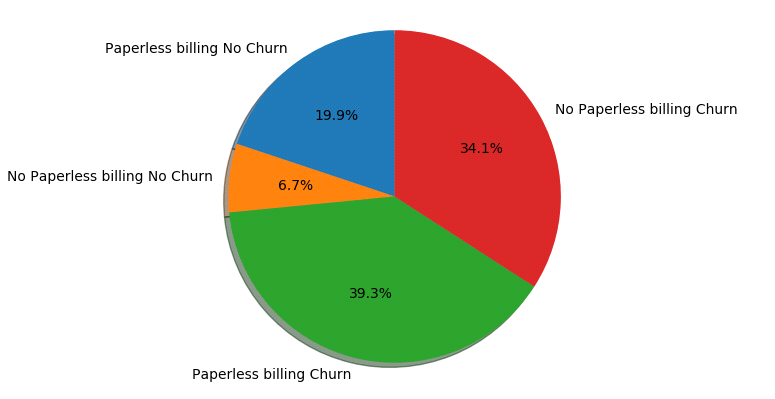 Paperless billing No Churn
19.9%
No Paperless billing Churn
34.1%
No Paperless billing No Churn
6.7%
39.3%
Paperless billing Churn